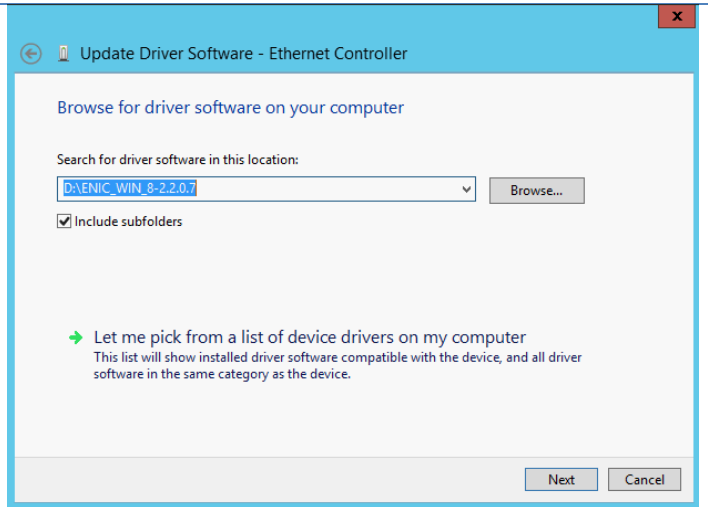 x
Update Driver Software - Ethernet Controller
Browse for driver software on your computer
Search for driver software in this location:
D:\ENIC_WIN_8-2.2.0.7
Browse...
Include subfolders
Let me pick from a list of device drivers on my computer
This list will show installed driver software compatible with the device, and all driver
software in the same category as the device.
Next Cancel